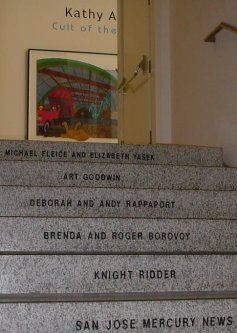 Kathy A
Cult of the
MICHAEL FLEICE AND ELIZABETH YASEK
ART GOODWIN
DEBORAH AND ANDY RAPPAPORT
BRENDA AND ROGER BOROVOY
KNIGHT RIDDER
SAN JOSE MERCURY NEWS